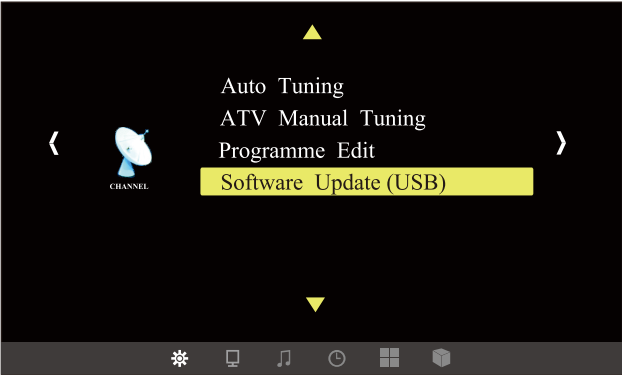 Auto Tuning
ATV Manual Tuning
Programme Edit
CHANNEL
Software Update (USB)